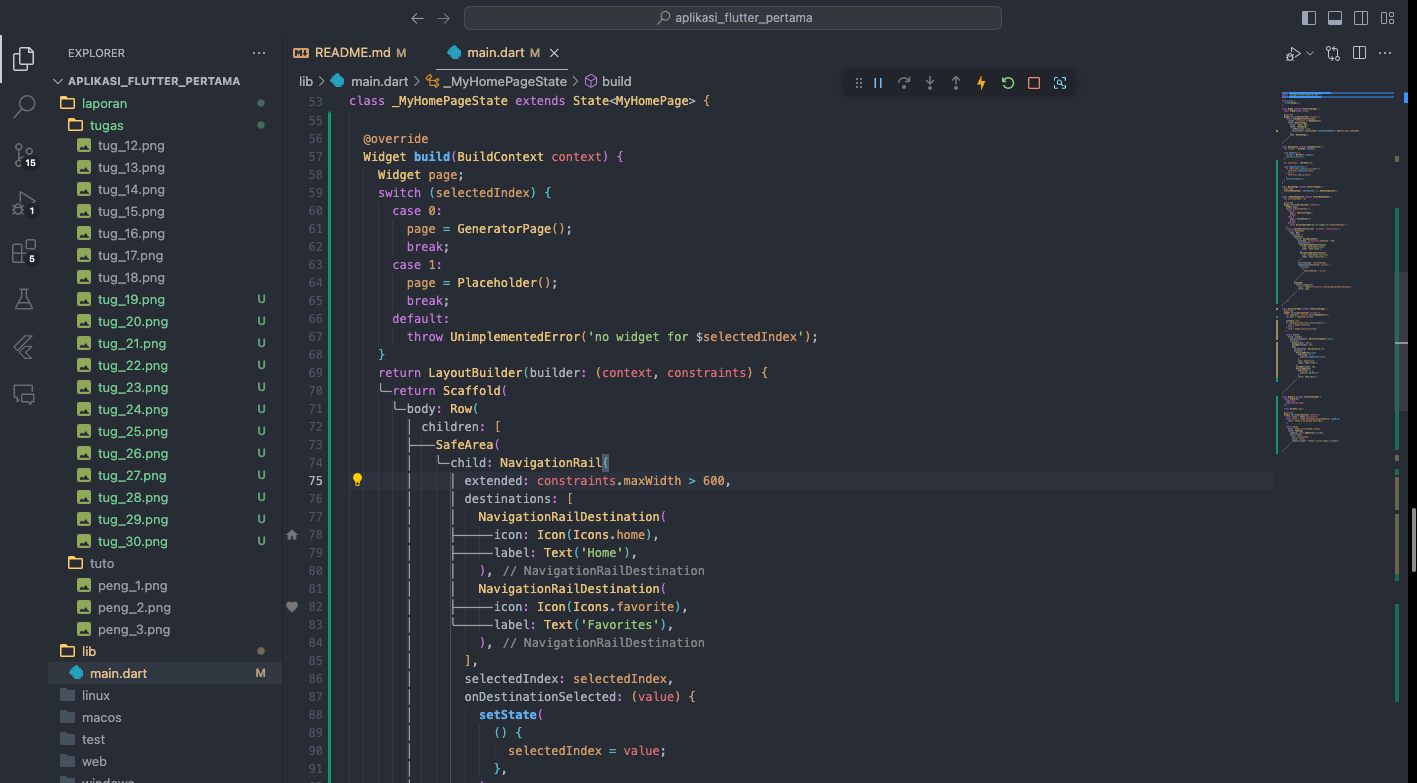 aplikasi_flutter_pertama
EXPLORER
APLIKASI_FLUTTER_PERTAMA
laporan
tugas
tug_12.png
tug_13.png
tug_14.png
tug_15.png
tug_16.png
tug_17.png
tug_18.png
tug_19.png U
tug_20.png U
tug_21.png U
tug_22.png U
tug_23.png U
tug_24.png U
tug_25.png U
tug_26.png U
tug_27.png U
tug_28.png U
tug_29.png U
tug_30.png U
tuto
peng_1.png
peng_2.png
peng_3.png
lib
main.dart M
linux
macos
test
web
windows
15
1
5
README.md M
main.dart M
lib > main.dart > _MyHomePageState > build
53 class _MyHomePageState extends State<MyHomePage> {
55
56 @override
57 Widget build(BuildContext context) {
58 Widget page;
59 switch (selectedIndex) {
60 case 0:
61 page = GeneratorPage();
62 break;
63 case 1:
64 page = Placeholder();
65 break;
66 default:
67 throw UnimplementedError('no widget for $selectedIndex');
68 }
69 return LayoutBuilder(builder: (context, constraints) {
70 return Scaffold(
71 body: Row(
72 children: [
73 SafeArea(
74 child: NavigationRail(
75 extended: constraints.maxWidth > 600,
76 destinations: [
77 NavigationRailDestination(
78 icon: Icon(Icons.home),
79 label: Text('Home'),
80 ), // NavigationRailDestination
81 NavigationRailDestination(
82 icon: Icon(Icons.favorite),
83 label: Text('Favorites'),
84 ), // NavigationRailDestination
85 ],
86 selectedIndex: selectedIndex,
87 onDestinationSelected: (value) {
88 setState(
89 () {
90 selectedIndex = value;
91 },